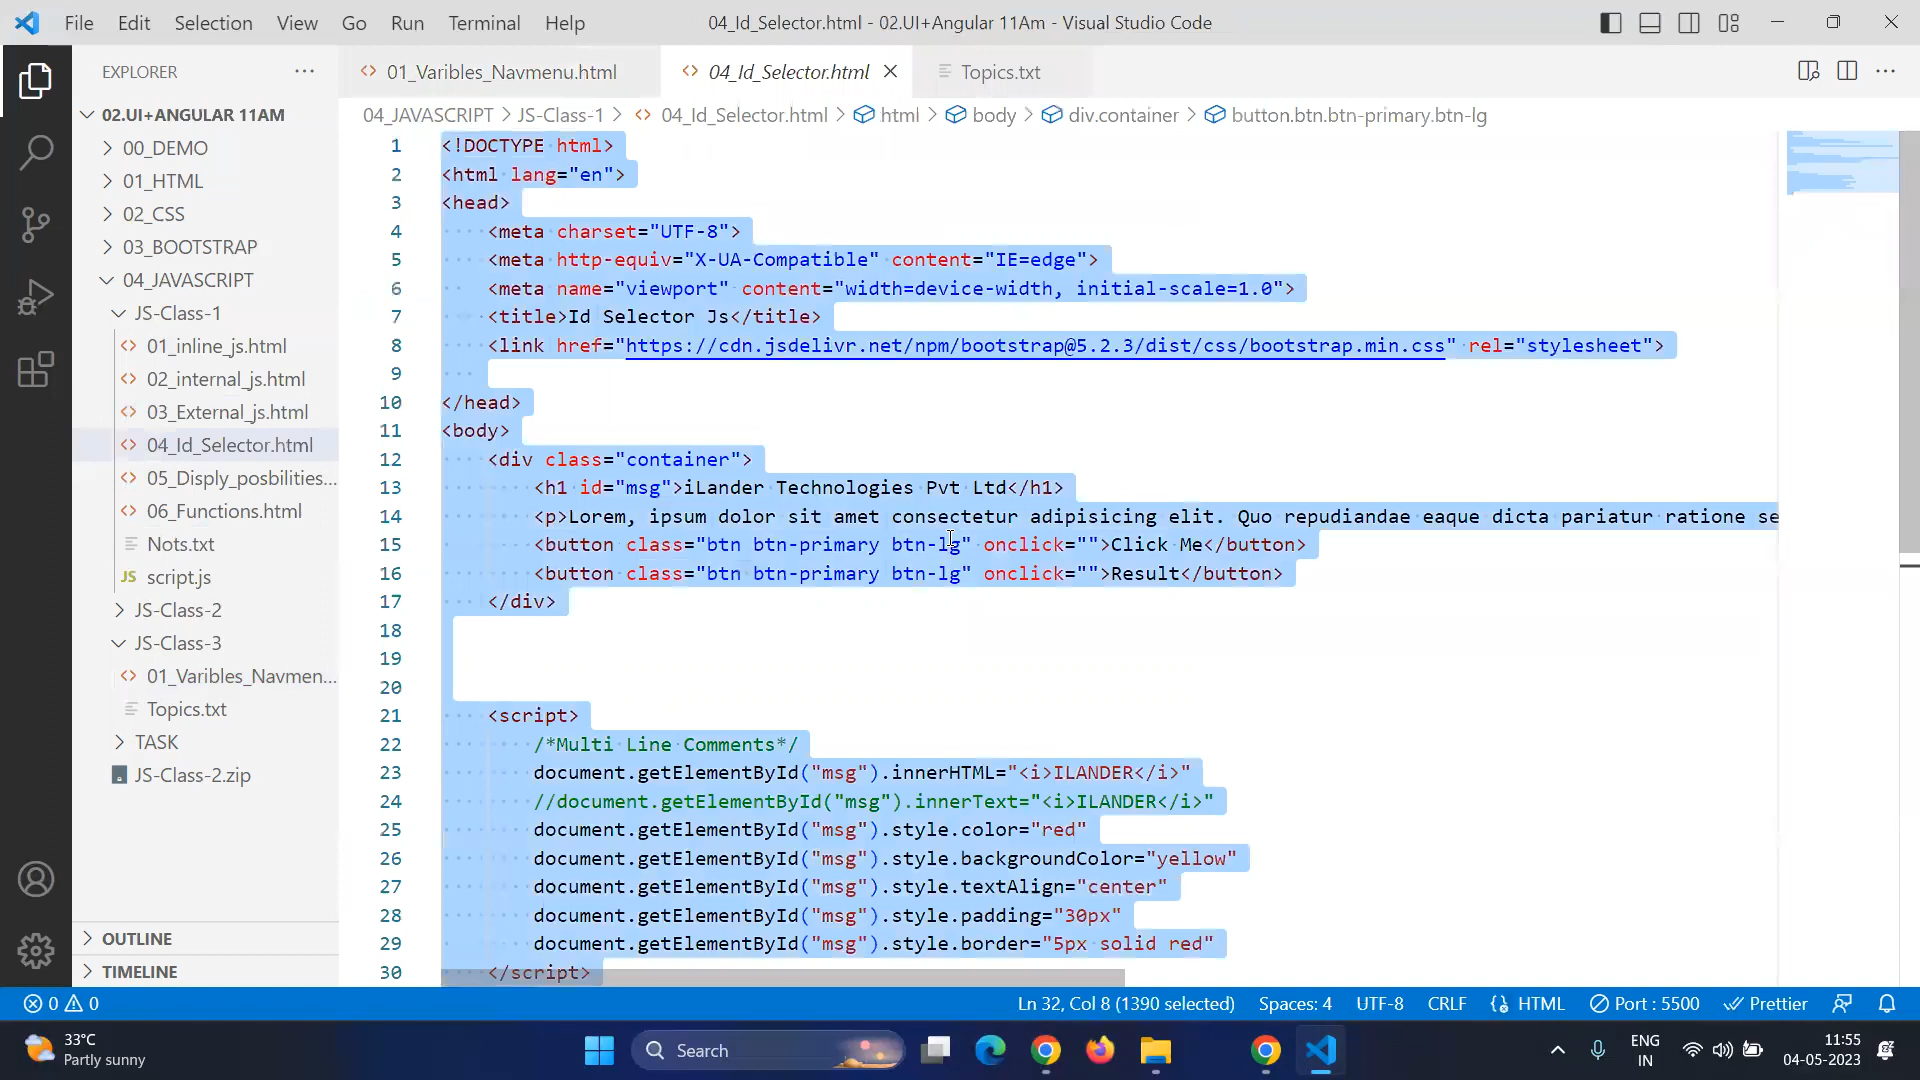 File Edit Selection View Go Run Terminal Help
04_Id_Selector.html - 02.UI+Angular 11Am - Visual Studio Code
EXPLORER
01_Varibles_Navmenu.html
04_Id_Selector.html
Topics.txt
04_JAVASCRIPT > JS-Class-1 > 04_Id_Selector.html > html > body > div.container > button.btn.btn-primary.btn-lg
02.UI+ANGULAR 11AM
00_DEMO
01_HTML
02_CSS
03_BOOTSTRAP
04_JAVASCRIPT
JS-Class-1
01_inline_js.html
02_internal_js.html
03_External_js.html
04_Id_Selector.html
05_Disply_posbilities...
06_Functions.html
Nots.txt
JS script.js
JS-Class-2
JS-Class-3
01_Varibles_Navmen...
Topics.txt
TASK
JS-Class-2.zip
OUTLINE
TIMELINE
1 <!DOCTYPE html>
2 <html lang="en">
3 <head>
4 <meta charset="UTF-8">
5 <meta http-equiv="X-UA-Compatible" content="IE=edge">
6 <meta name="viewport" content="width=device-width, initial-scale=1.0">
7 <title>Id Selector Js</title>
8 <link href="https://cdn.jsdelivr.net/npm/bootstrap@5.2.3/dist/css/bootstrap.min.css" rel="stylesheet">
9
10 </head>
11 <body>
12 <div class="container">
13 <h1 id="msg">iLander Technologies Pvt Ltd</h1>
14 <p>Lorem, ipsum dolor sit amet consectetur adipisicing elit. Quo repudiandae eaque dicta pariatur ratione se
15 <button class="btn btn-primary btn-lg" onclick="">Click Me</button>
16 <button class="btn btn-primary btn-lg" onclick="">Result</button>
17 </div>
18
19
20
21 <script>
22 /*Multi Line Comments*/
23 document.getElementById("msg").innerHTML="<i>ILANDER</i>"
24 //document.getElementById("msg").innerText="<i>ILANDER</i>"
25 document.getElementById("msg").style.color="red"
26 document.getElementById("msg").style.backgroundColor="yellow"
27 document.getElementById("msg").style.textAlign="center"
28 document.getElementById("msg").style.padding="30px"
29 document.getElementById("msg").style.border="5px solid red"
30 </script>
0 0
Ln 32, Col 8 (1390 selected) Spaces: 4 UTF-8 CRLF HTML Port : 5500 Prettier
33°C
Partly sunny
Search
ENG
IN
11:55
04-05-2023